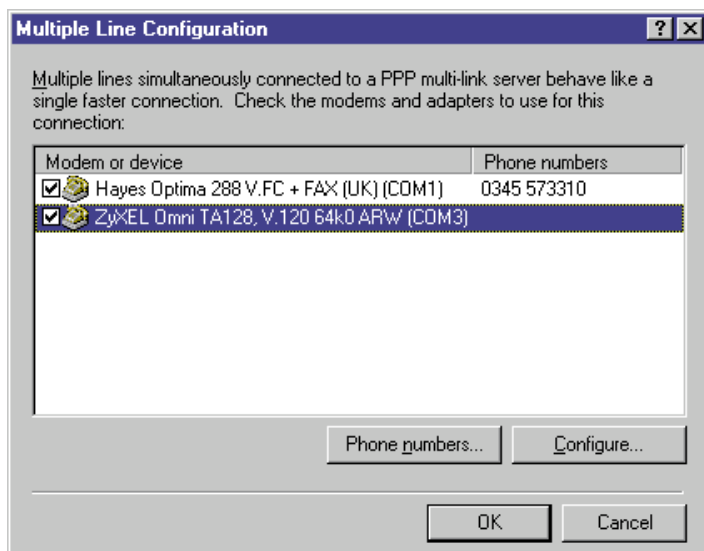 Multiple Line Configuration
Multiple lines simultaneously connected to a PPP multi-link server behave like a
single faster connection. Check the modems and adapters to use for this
connection:
Modem or device Phone numbers
Hayes Optima 288 V.FC + FAX (UK) (COM1) 0345 573310
ZyXEL Omni TA128, V.120 64k0 ARW (COM3)
Phone numbers... Configure...
OK Cancel